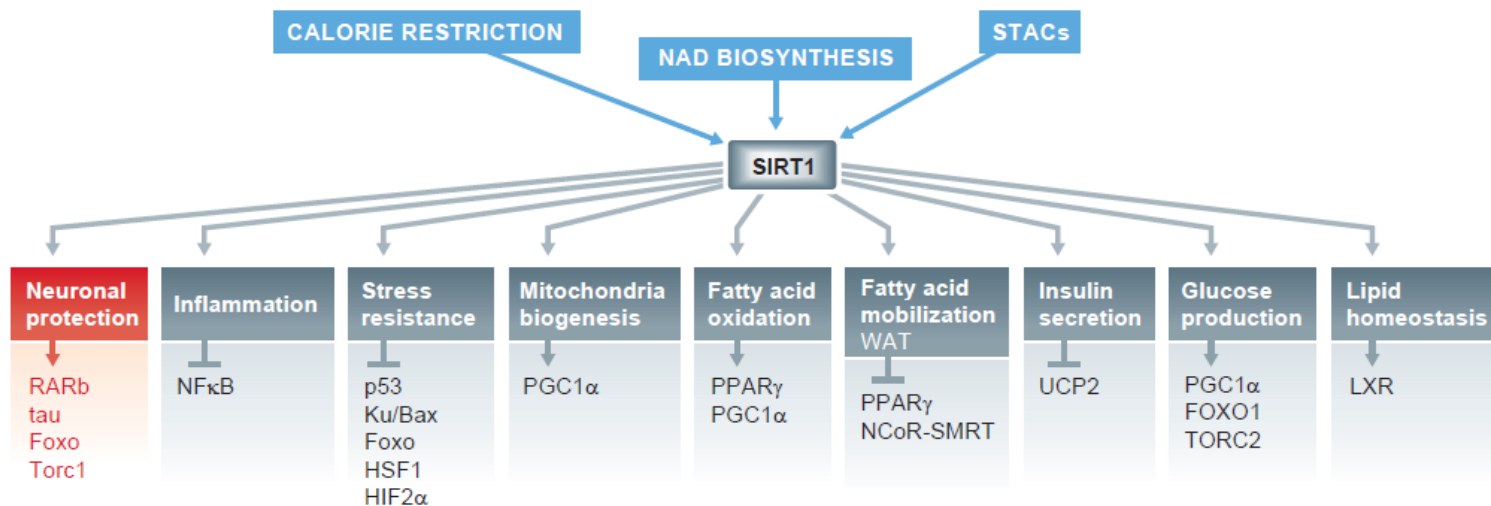 CALORIE RESTRICTION
NAD BIOSYNTHESIS
STACs
SIRT1
Neuronal
protection
RARb
tau
Foxo
Torc1
Inflammation
NFκB
Stress
resistance
p53
Ku/Bax
Foxo
HSF1
HIF2α
Mitochondria
biogenesis
PGC1α
Fatty acid
oxidation
PPARγ
PGC1α
Fatty acid
mobilization
WAT
PPARγ
NCoR-SMRT
Insulin
secretion
UCP2
Glucose
production
PGC1α
FOXO1
TORC2
Lipid
homeostasis
LXR